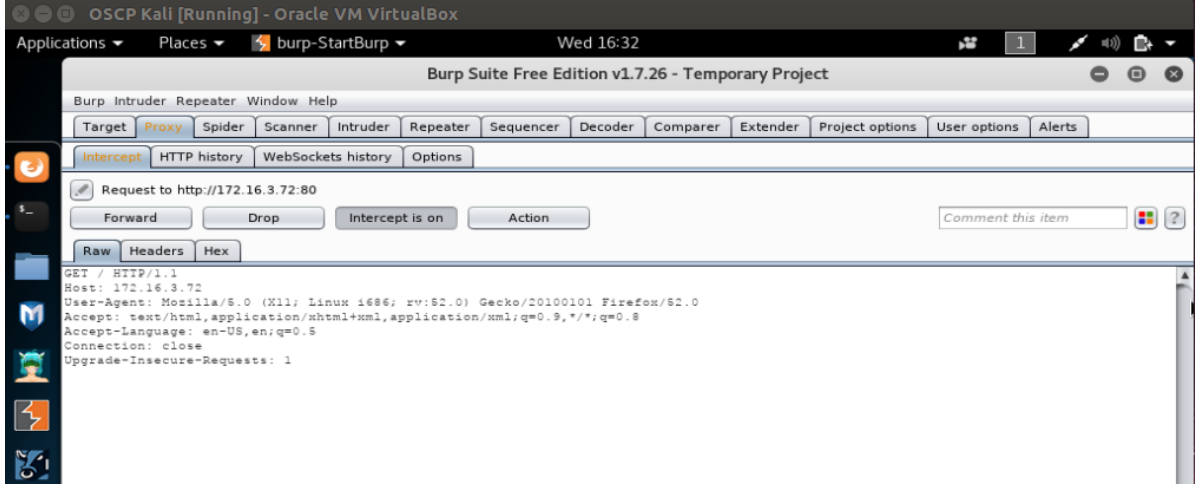 OSCP Kali [Running] - Oracle VM VirtualBox
Applications Places burp-StartBurp Wed 16:32 1
Burp Suite Free Edition v1.7.26 - Temporary Project
Burp Intruder Repeater Window Help
Target Proxy Spider Scanner Intruder Repeater Sequencer Decoder Comparer Extender Project options User options Alerts
Intercept HTTP history WebSockets history Options
Request to http://172.16.3.72:80
Forward Drop Intercept is on Action Comment this item ?
Raw Headers Hex
GET / HTTP/1.1
Host: 172.16.3.72
User-Agent: Mozilla/5.0 (X11; Linux i686; rv:52.0) Gecko/20100101 Firefox/52.0
Accept: text/html,application/xhtml+xml,application/xml;q=0.9,*/*;q=0.8
Accept-Language: en-US,en;q=0.5
Connection: close
Upgrade-Insecure-Requests: 1